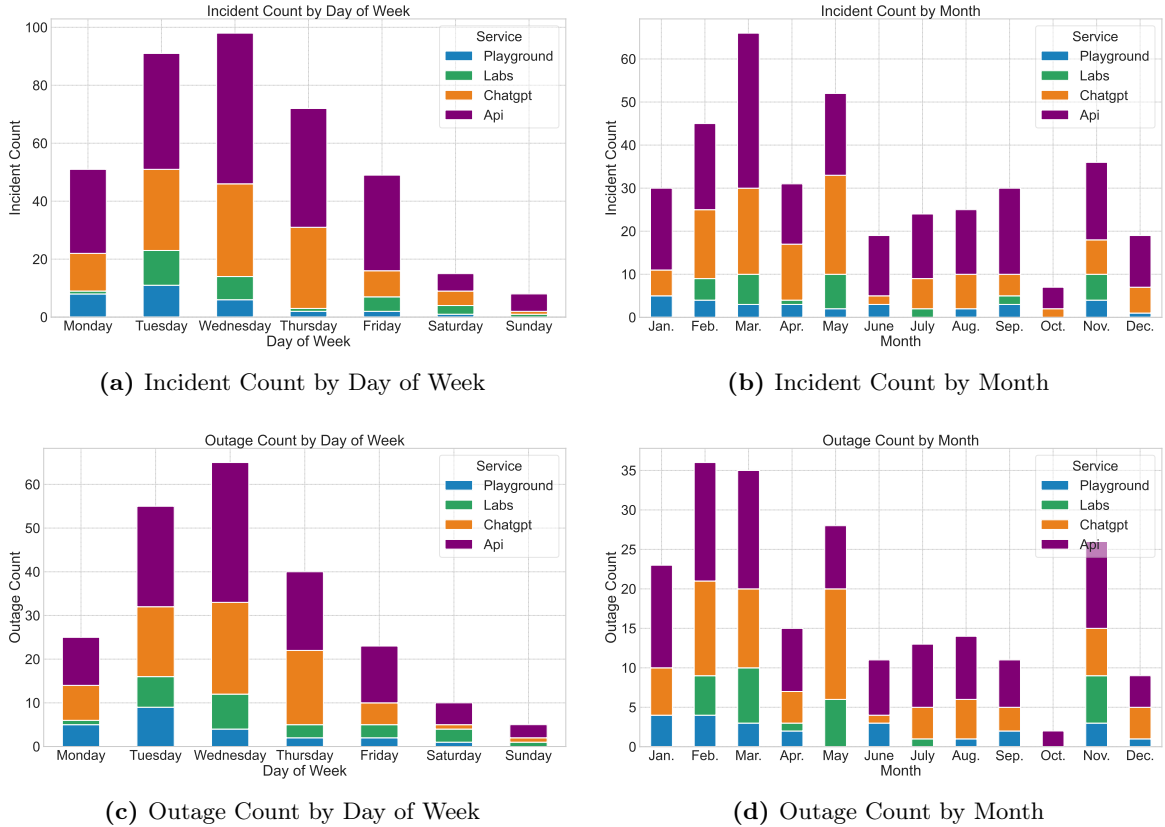 Incident Count by Day of Week
Incident Count
100
80
60
40
20
0
Service
Playground
Labs
Chatgpt
Api
Monday Tuesday Wednesday Thursday Friday Saturday Sunday
Day of Week
(a) Incident Count by Day of Week
Incident Count by Month
Incident Count
60
50
40
30
20
10
0
Service
Playground
Labs
Chatgpt
Api
Jan. Feb. Mar. Apr. May June July Aug. Sep. Oct. Nov. Dec.
Month
(b) Incident Count by Month
Outage Count by Day of Week
Outage Count
60
50
40
30
20
10
0
Service
Playground
Labs
Chatgpt
Api
Monday Tuesday Wednesday Thursday Friday Saturday Sunday
Day of Week
(c) Outage Count by Day of Week
Outage Count by Month
Outage Count
35
30
25
20
15
10
5
0
Service
Playground
Labs
Chatgpt
Api
Jan. Feb. Mar. Apr. May June July Aug. Sep. Oct. Nov. Dec.
Month
(d) Outage Count by Month